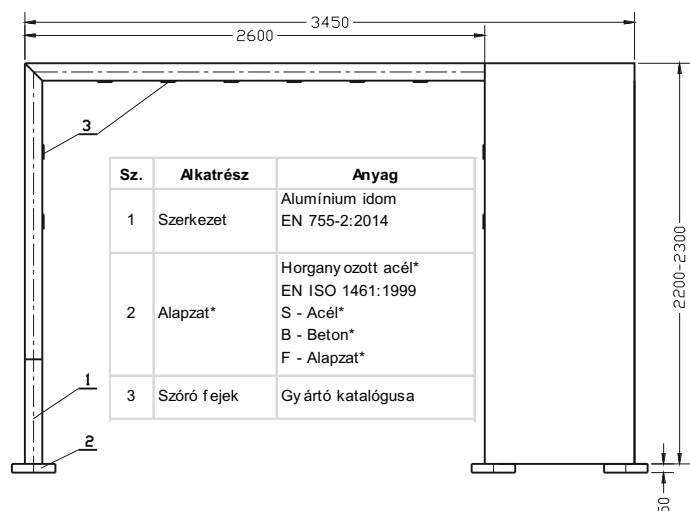 3450
2600
3
Sz. Alkatrész Anyag
1 Szerkezet Alumínium idom
EN 755-2:2014
2 Alapzat* Horganyozott acél*
EN ISO 1461:1999
S - Acél*
B - Beton*
F - Alapzat*
3 Szóró fejek Gyártó katalógusa
2200-2300
1
2
50